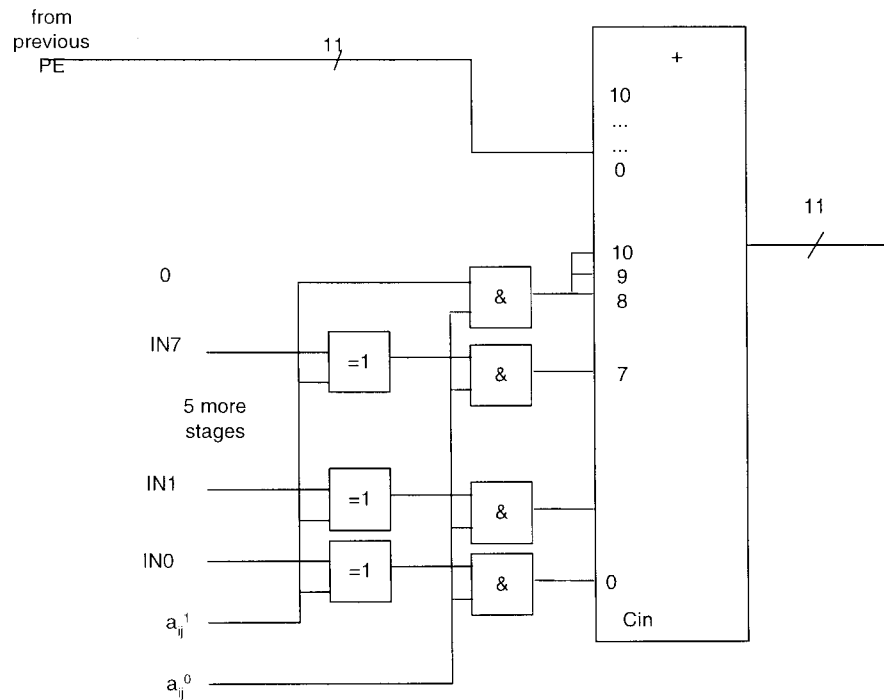 from
previous
PE
11
+
10
...
...
0
11
0
10
&
9
8
IN7
=1
&
7
5 more
stages
IN1
=1
&
IN0
=1
&
0
a_ij^1
Cin
a_ij^0